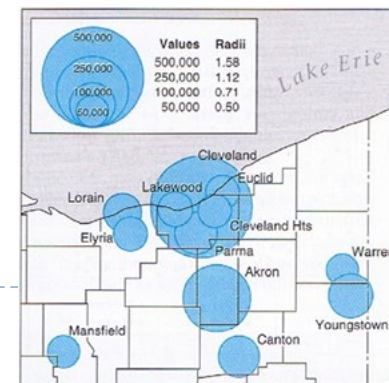 500,000
250,000
100,000
50,000
Values Radii
500,000 1.58
250,000 1.12
100,000 0.71
50,000 0.50
Lake Erie
Cleveland
Euclid
Lakewood
Lorain
Elyria
Cleveland Hts
Parma
Akron
Warre
Youngstown
Mansfield
Canton